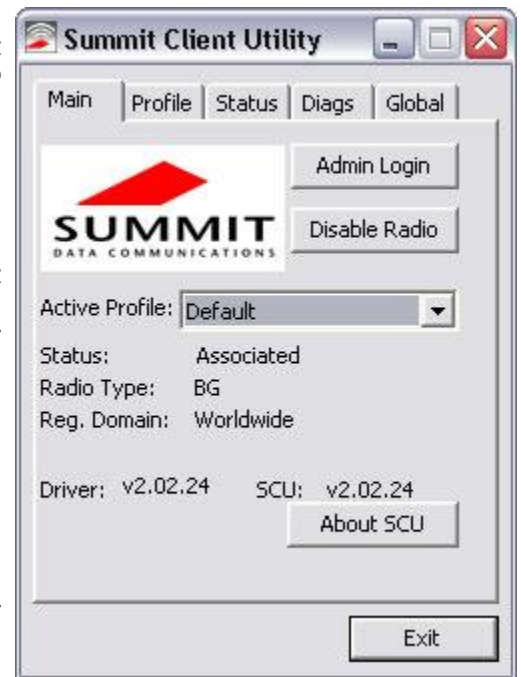 Summit Client Utility
Main Profile Status Diags Global
SUMMIT
DATA COMMUNICATIONS
Admin Login
Disable Radio
Active Profile: Default
Status: Associated
Radio Type: BG
Reg. Domain: Worldwide
Driver: v2.02.24 SCU: v2.02.24
About SCU
Exit